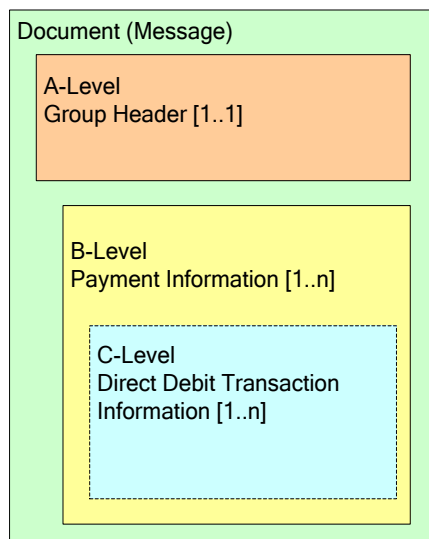 Document (Message)
A-Level
Group Header [1..1]
B-Level
Payment Information [1..n]
C-Level
Direct Debit Transaction
Information [1..n]